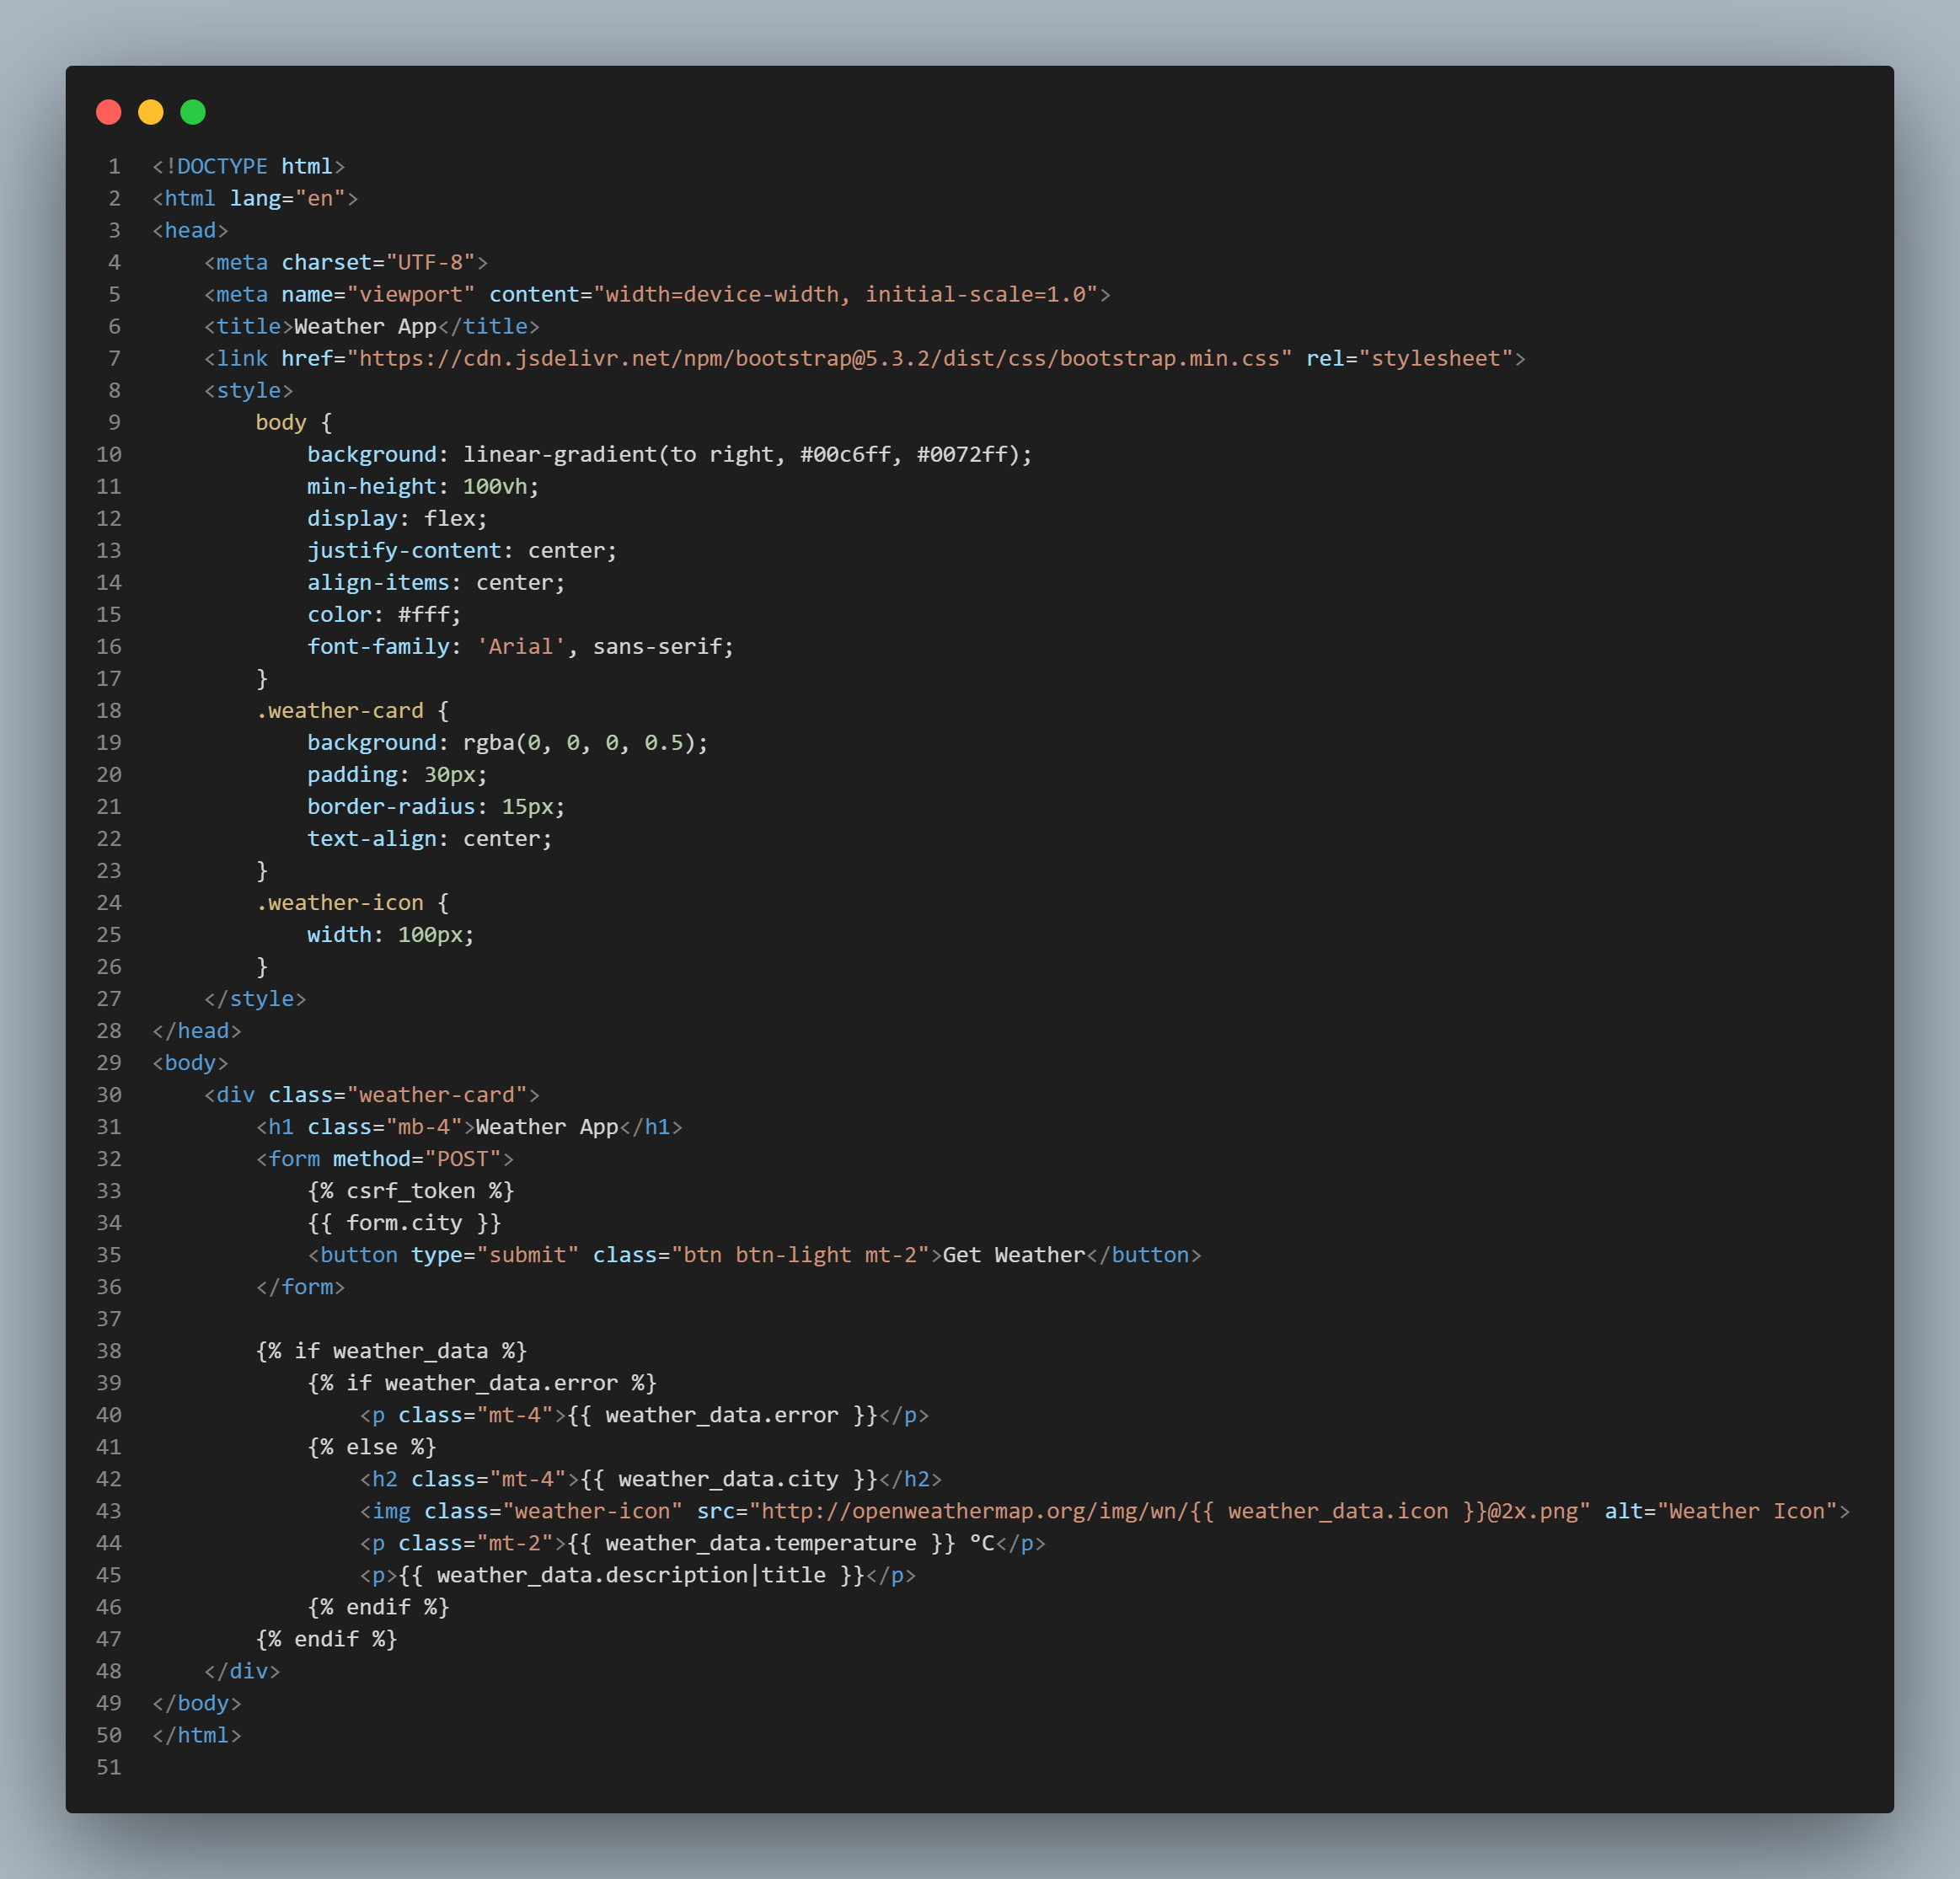 1 <!DOCTYPE html>
2 <html lang="en">
3 <head>
4     <meta charset="UTF-8">
5     <meta name="viewport" content="width=device-width, initial-scale=1.0">
6     <title>Weather App</title>
7     <link href="https://cdn.jsdelivr.net/npm/bootstrap@5.3.2/dist/css/bootstrap.min.css" rel="stylesheet">
8     <style>
9         body {
10             background: linear-gradient(to right, #00c6ff, #0072ff);
11             min-height: 100vh;
12             display: flex;
13             justify-content: center;
14             align-items: center;
15             color: #fff;
16             font-family: 'Arial', sans-serif;
17         }
18         .weather-card {
19             background: rgba(0, 0, 0, 0.5);
20             padding: 30px;
21             border-radius: 15px;
22             text-align: center;
23         }
24         .weather-icon {
25             width: 100px;
26         }
27     </style>
28 </head>
29 <body>
30     <div class="weather-card">
31         <h1 class="mb-4">Weather App</h1>
32         <form method="POST">
33             {% csrf_token %}
34             {{ form.city }}
35             <button type="submit" class="btn btn-light mt-2">Get Weather</button>
36         </form>
37
38         {% if weather_data %}
39             {% if weather_data.error %}
40                 <p class="mt-4">{{ weather_data.error }}</p>
41             {% else %}
42                 <h2 class="mt-4">{{ weather_data.city }}</h2>
43                 <img class="weather-icon" src="http://openweathermap.org/img/wn/{{ weather_data.icon }}@2x.png" alt="Weather Icon">
44                 <p class="mt-2">{{ weather_data.temperature }} °C</p>
45                 <p>{{ weather_data.description|title }}</p>
46             {% endif %}
47         {% endif %}
48     </div>
49 </body>
50 </html>
51